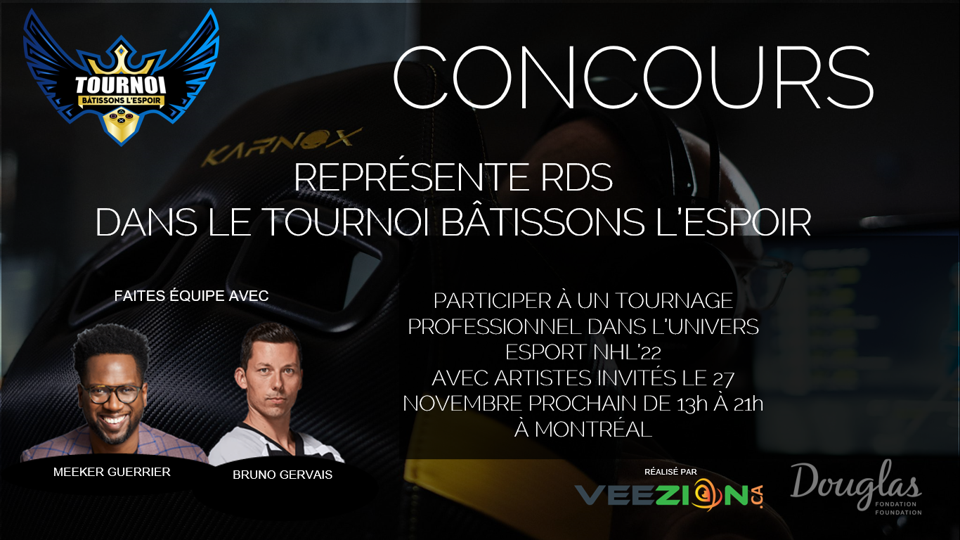 TOURNOI
BÂTISSONS L'ESPOIR
CONCOURS
KARNOX
REPRÉSENTE RDS
DANS LE TOURNOI BÂTISSONS L'ESPOIR
FAITES ÉQUIPE AVEC
MEEKER GUERRIER
BRUNO GERVAIS
PARTICIPER À UN TOURNAGE
PROFESSIONNEL DANS L'UNIVERS
ESPORT NHL'22
AVEC ARTISTES INVITÉS LE 27
NOVEMBRE PROCHAIN DE 13h À 21h
À MONTRÉAL
RÉALISÉ PAR
VEEZION.CA
Douglas
FONDATION
FOUNDATION